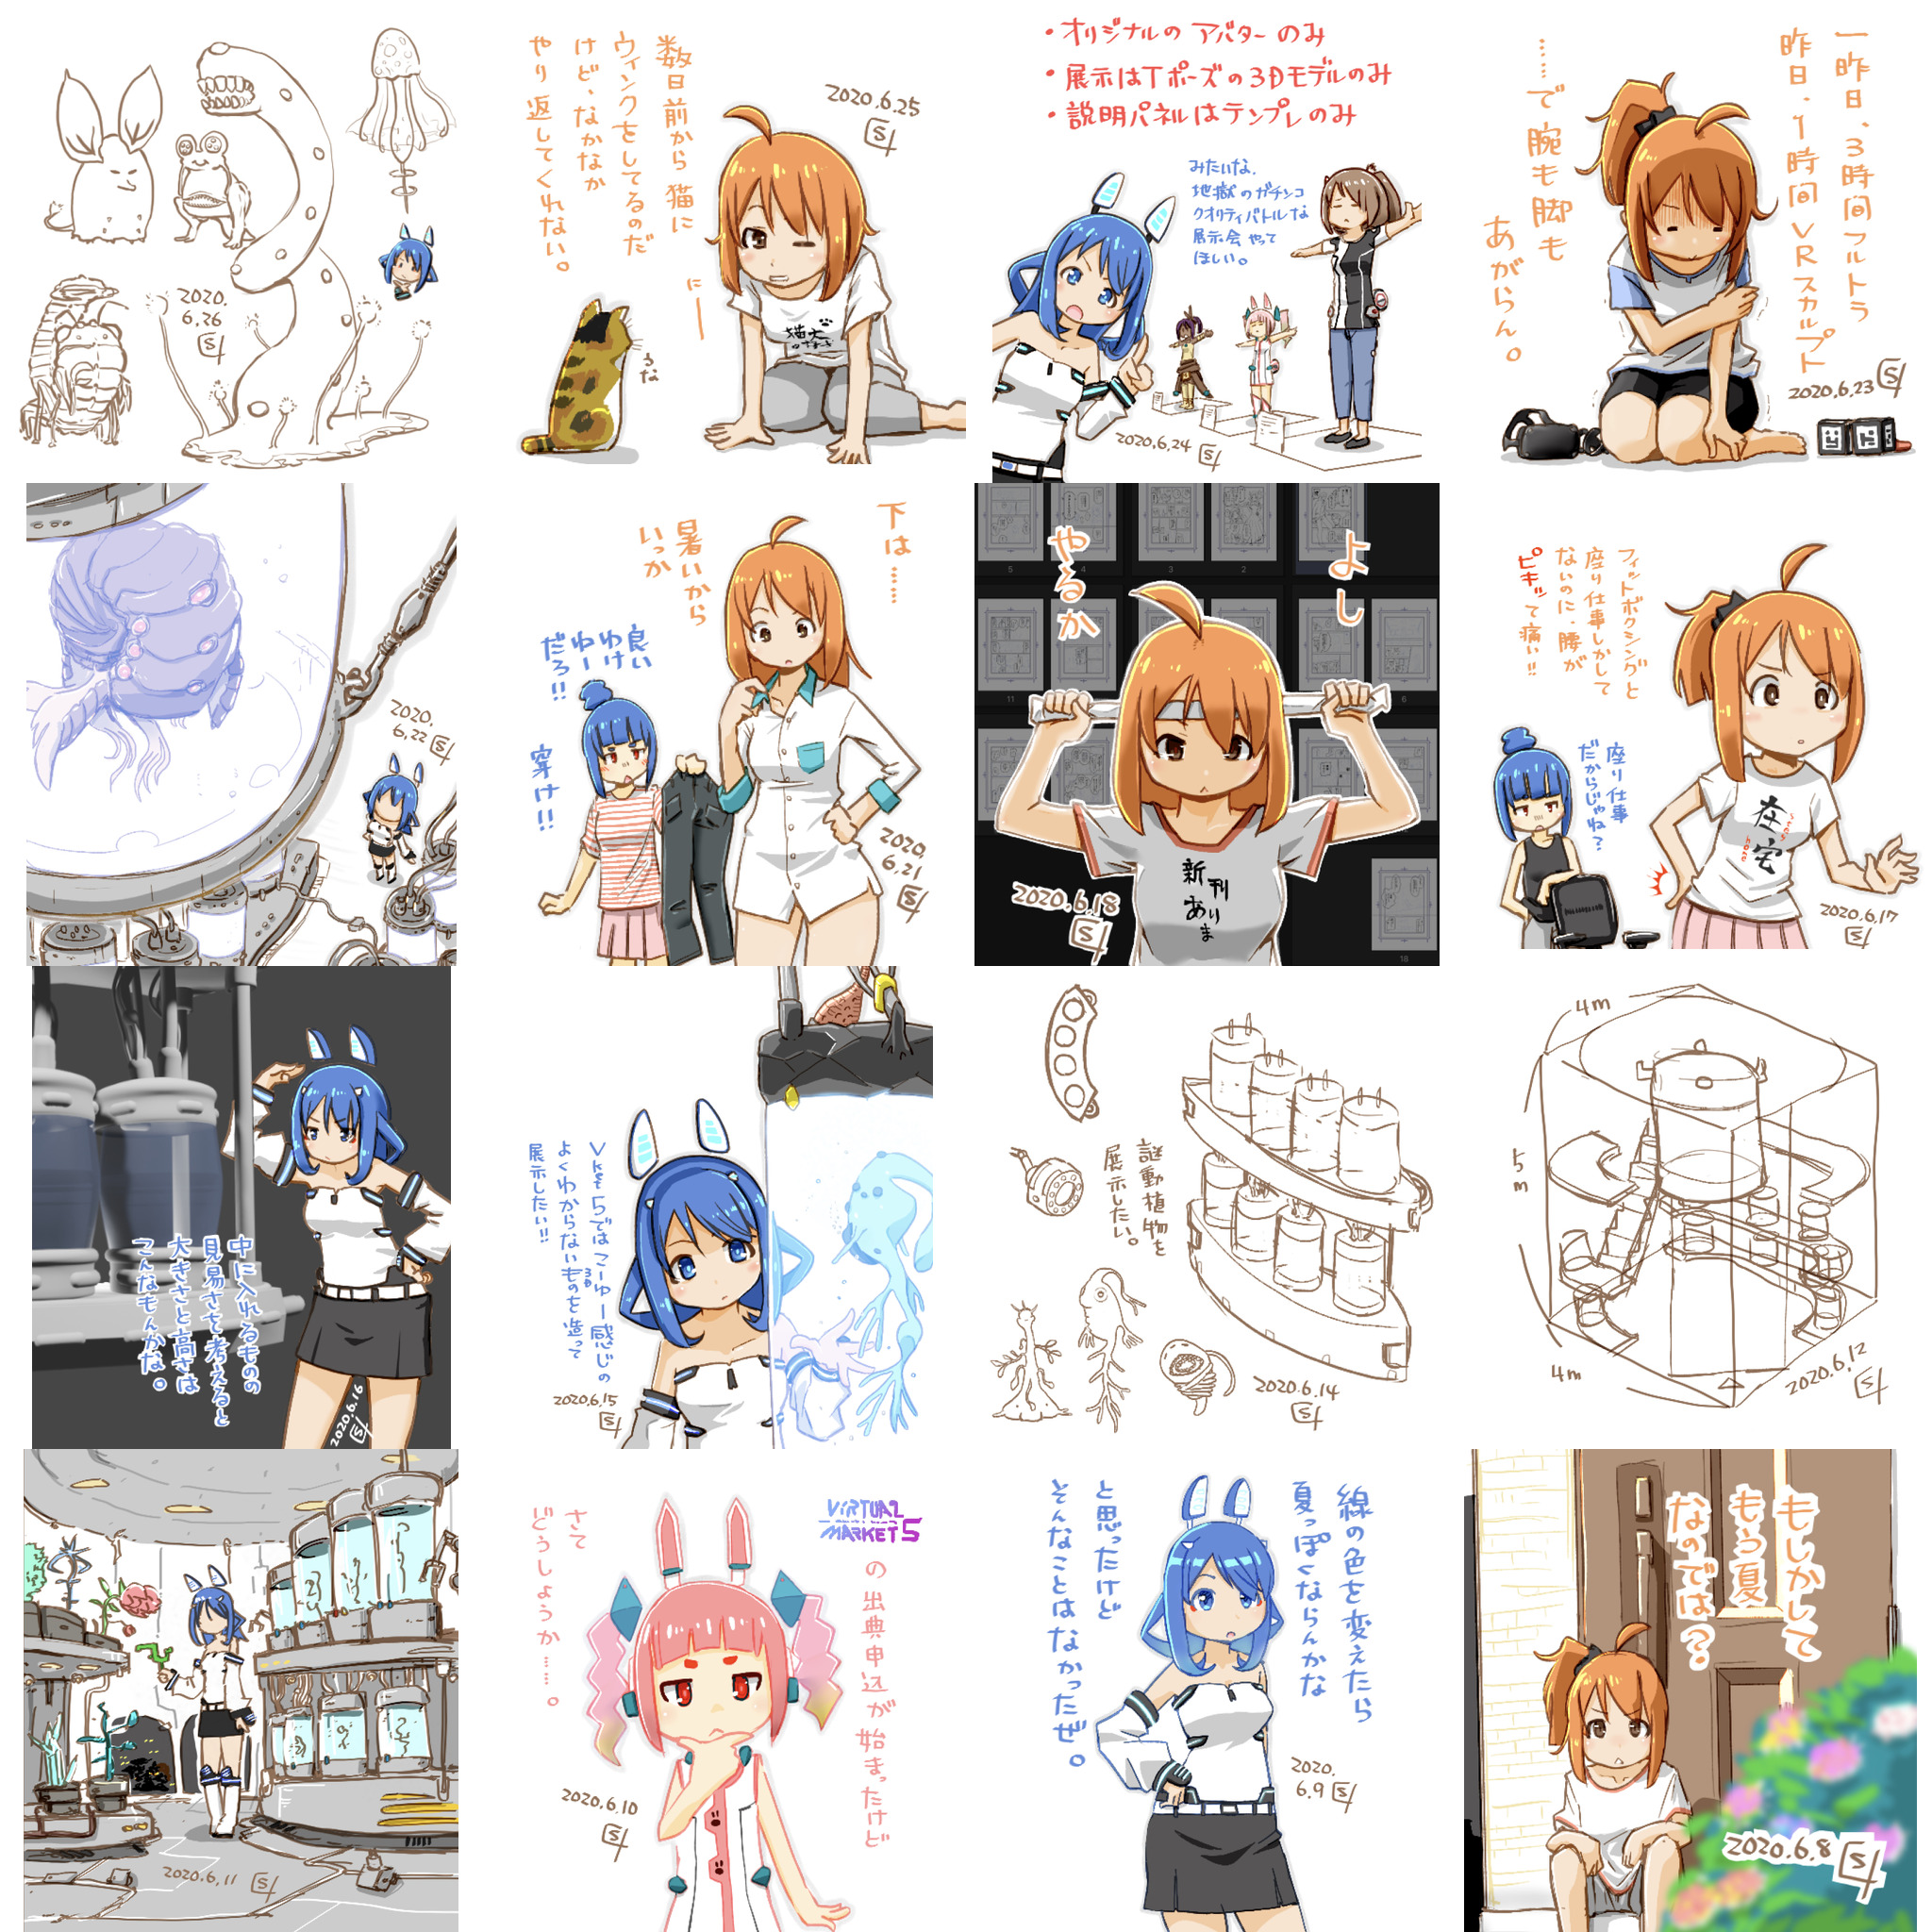 2020.
6.26
数日前から猫に
ウィンクをしてるのだ
けど、なかなか
やり返してくれない。
2020.6.25
に
るな
猫犬
・オリジナルの アバターのみ
・展示はTポーズの3Dモデルのみ
・説明パネルはテンプレのみ
みたいな、
地獄のガチンコ
クオリティバトルな
展示会やって
ほしい。
2020.6.24
一昨日、3時間フルトラ
昨日、1時間VRスカルプト
……で腕も脚も
あがらん。
2020.6.23
2020.
6.22
下は……
暑いから
いっか
良い
わけ
ねー
だろ!!
穿け!!
2020.
6.21
よし
やるか
5
4
3
2
11
6
新刊
ありま
2020.6.18
18
フィットボクシングと
座り仕事しかして
ないのに、腰が
ピキッて痛い!!
座り仕事
だからじゃね?
在宅
2020.6.17
中に入れるものの
見易さを考えると
大きさと高さは
こんなもんかな。
2020.6.16
Vket5ではこーゆー感じの
よくわからないものを造って
展示したい!!
2020.6.15
謎動植物を
展示したい。
2020.6.14
4m
5m
4m
2020.6.12
2020.6.11
VIRTUAL
MARKET 5
の出典申込が始まったけど
さて
どうしようか……。
2020.6.10
線の色を変えたら
夏っぽくならんかな
と思ったけど
そんなことはなかったぜ。
2020.
6.9
もしかして
もう夏
なのでは?
2020.6.8